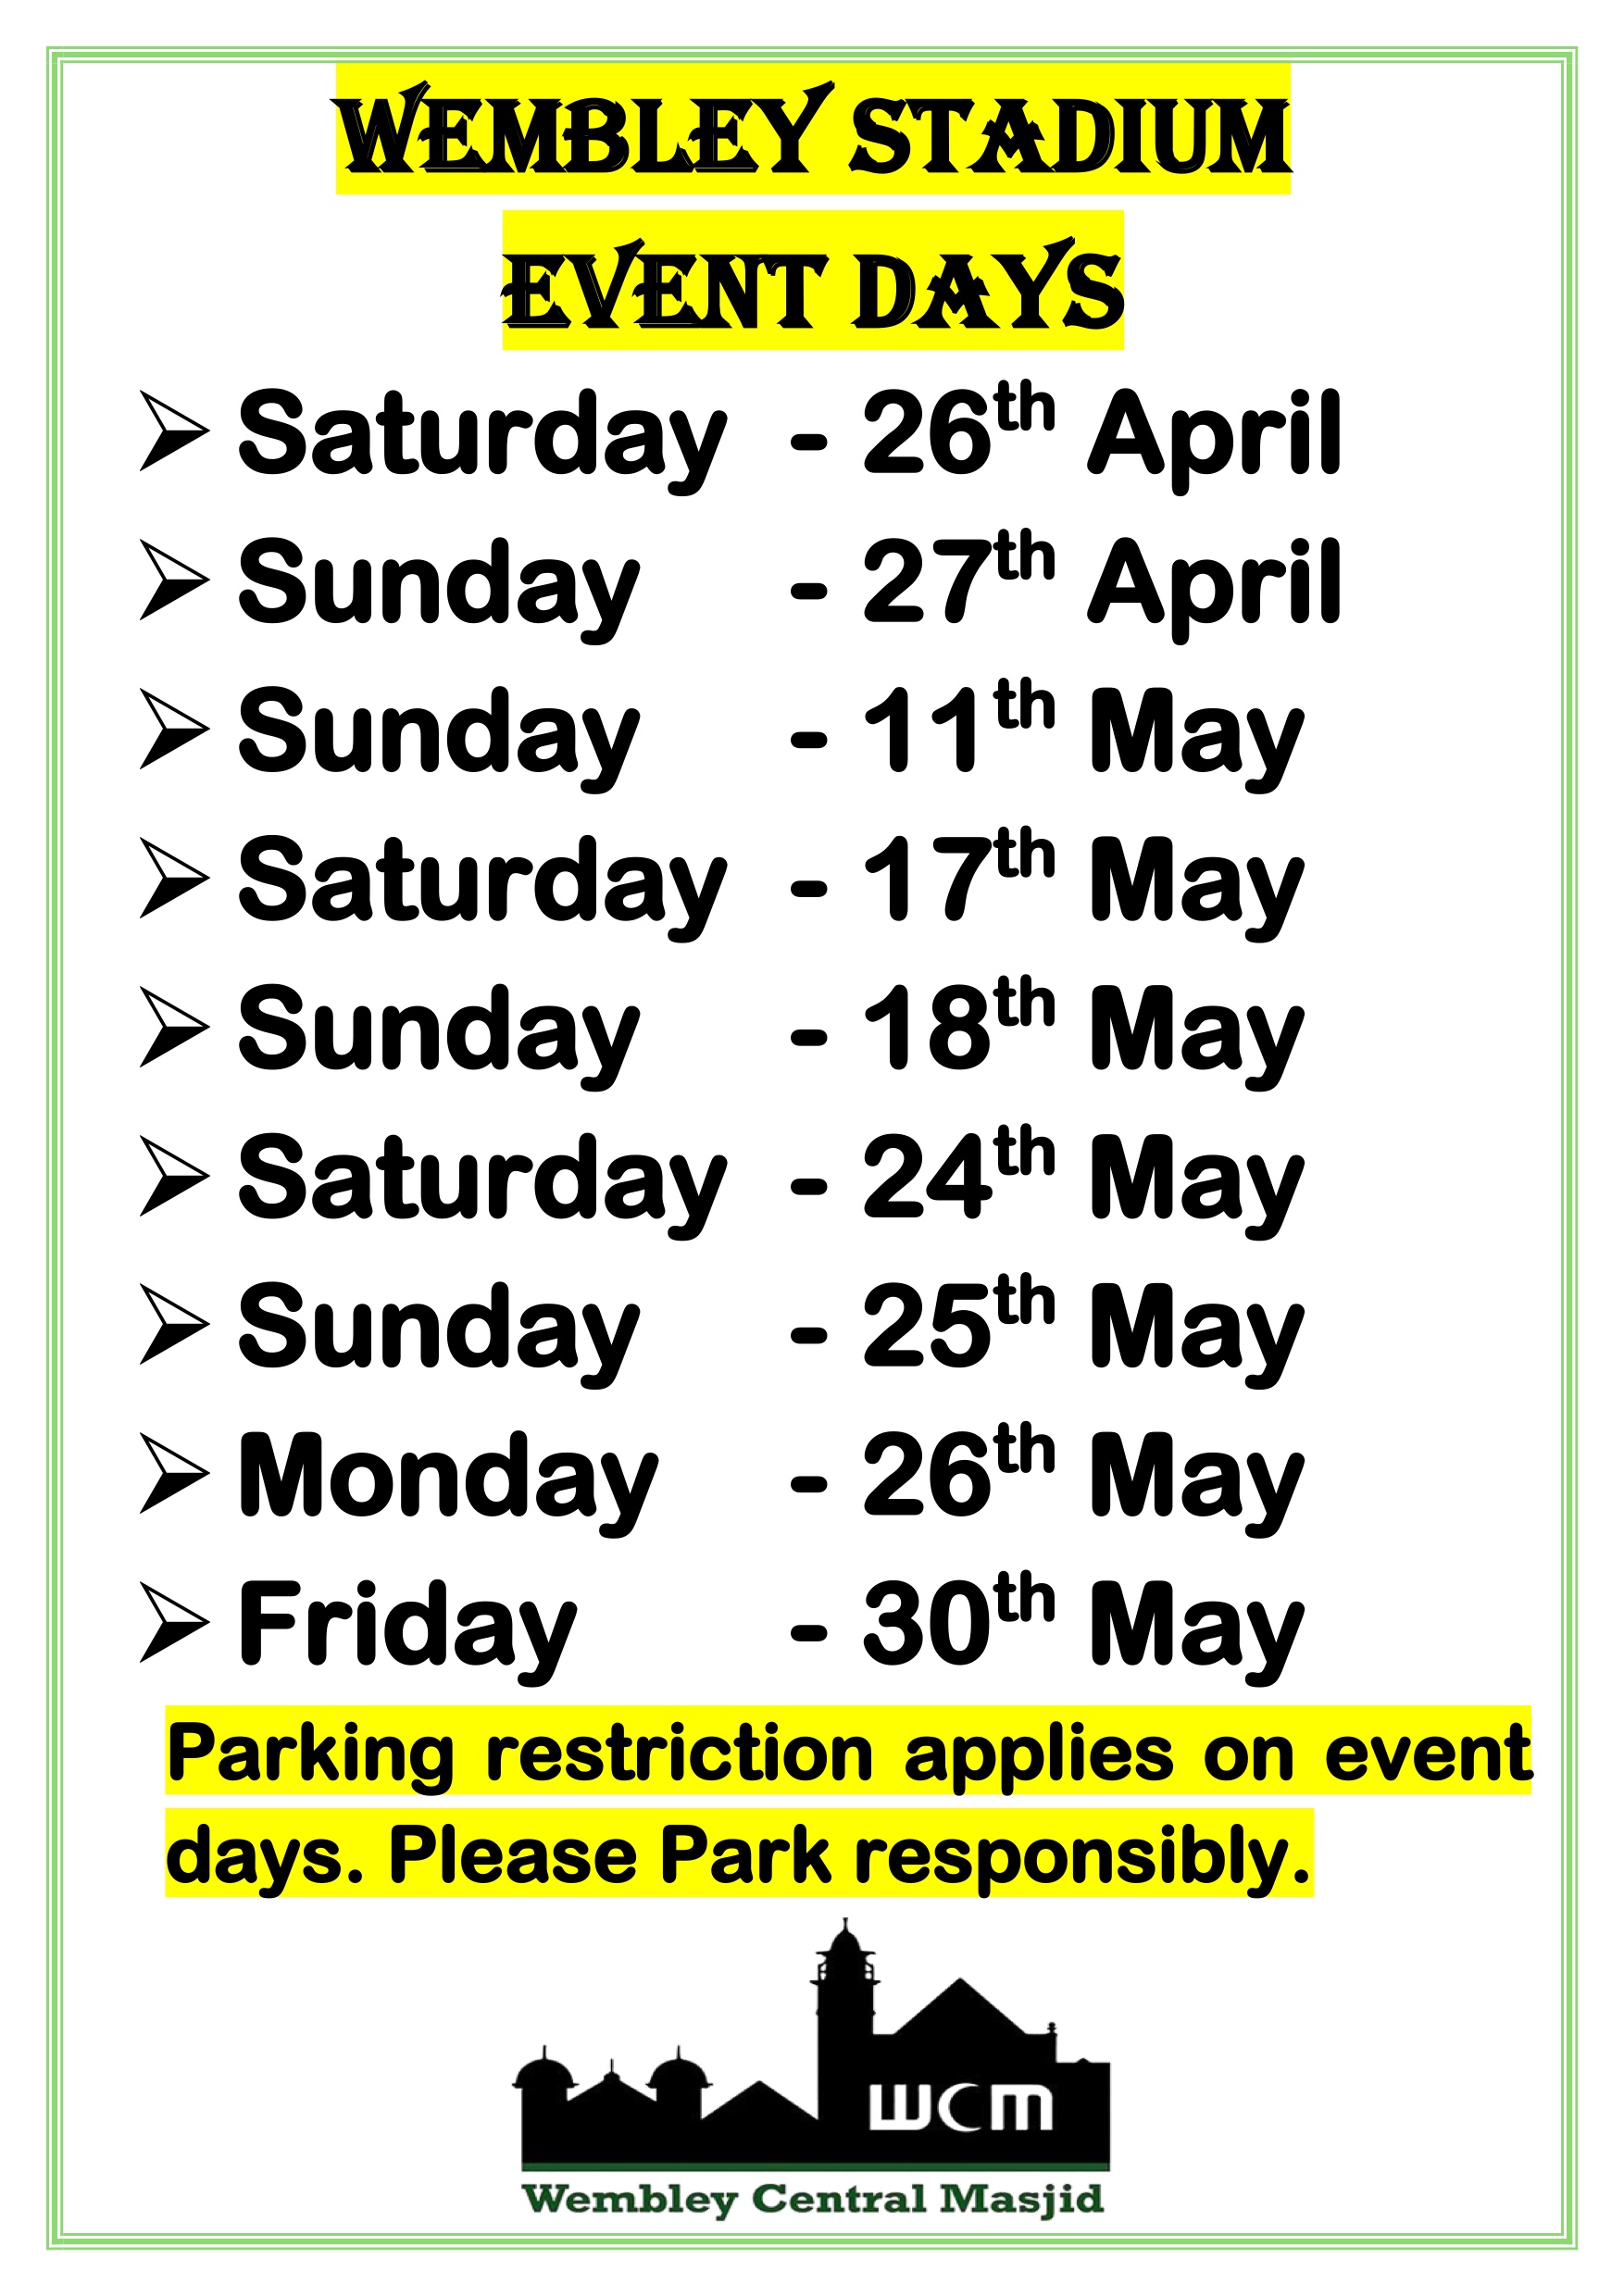 WEMBLEY STADIUM
EVENT DAYS
Saturday - 26th April
Sunday - 27th April
Sunday - 11th May
Saturday - 17th May
Sunday - 18th May
Saturday - 24th May
Sunday - 25th May
Monday - 26th May
Friday - 30th May
Parking restriction applies on event
days. Please Park responsibly.
WCM
Wembley Central Masjid